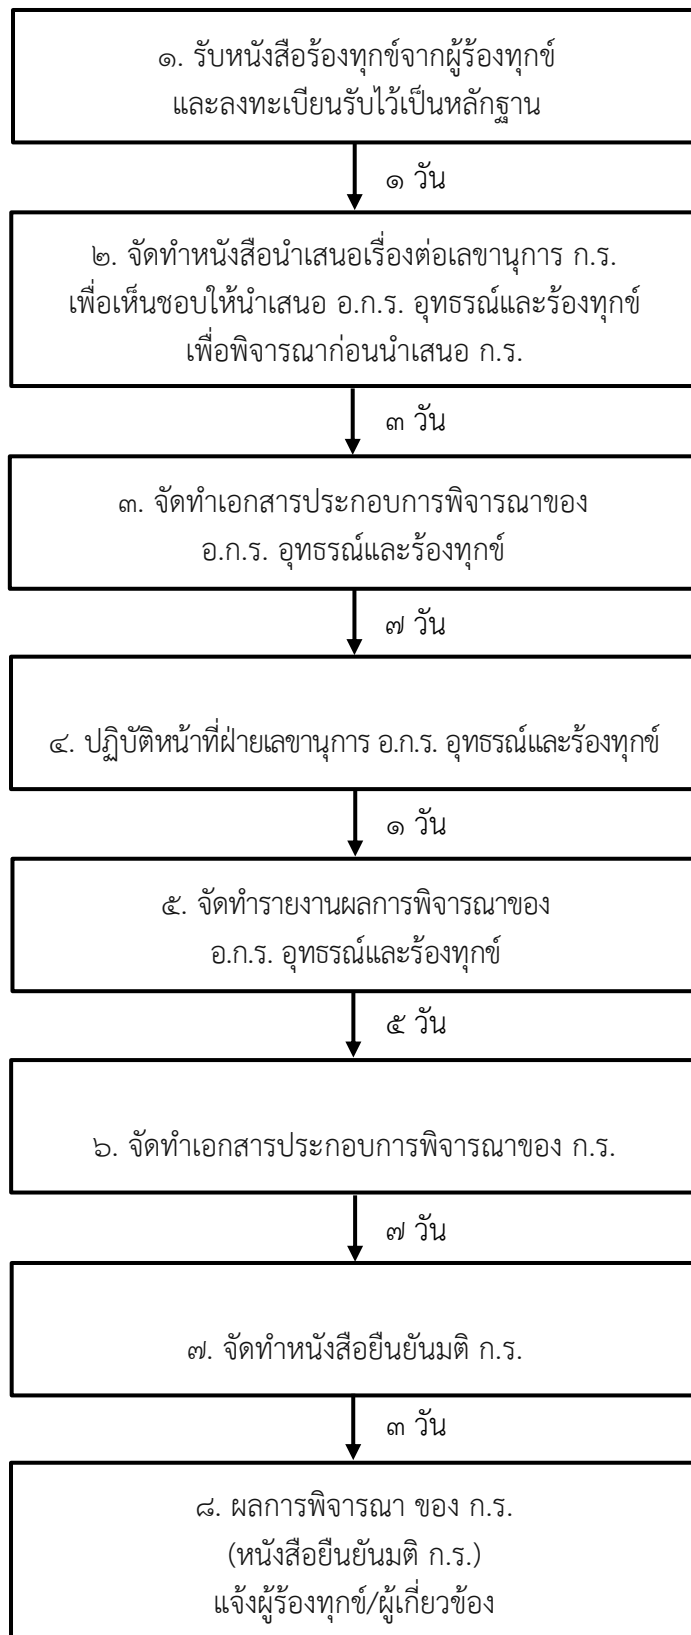 ๑. รับหนังสือร้องทุกข์จากผู้ร้องทุกข์
และลงทะเบียนรับไว้เป็นหลักฐาน
๑ วัน
๒. จัดทำหนังสือนำเสนอเรื่องต่อเลขานุการ ก.ร.
เพื่อเห็นชอบให้นำเสนอ อ.ก.ร. อุทธรณ์และร้องทุกข์
เพื่อพิจารณาก่อนนำเสนอ ก.ร.
๓ วัน
๓. จัดทำเอกสารประกอบการพิจารณาของ
อ.ก.ร. อุทธรณ์และร้องทุกข์
๗ วัน
๔. ปฏิบัติหน้าที่ฝ่ายเลขานุการ อ.ก.ร. อุทธรณ์และร้องทุกข์
๑ วัน
๕. จัดทำรายงานผลการพิจารณาของ
อ.ก.ร. อุทธรณ์และร้องทุกข์
๕ วัน
๖. จัดทำเอกสารประกอบการพิจารณาของ ก.ร.
๗ วัน
๗. จัดทำหนังสือยืนยันมติ ก.ร.
๓ วัน
๘. ผลการพิจารณา ของ ก.ร.
(หนังสือยืนยันมติ ก.ร.)
แจ้งผู้ร้องทุกข์/ผู้เกี่ยวข้อง